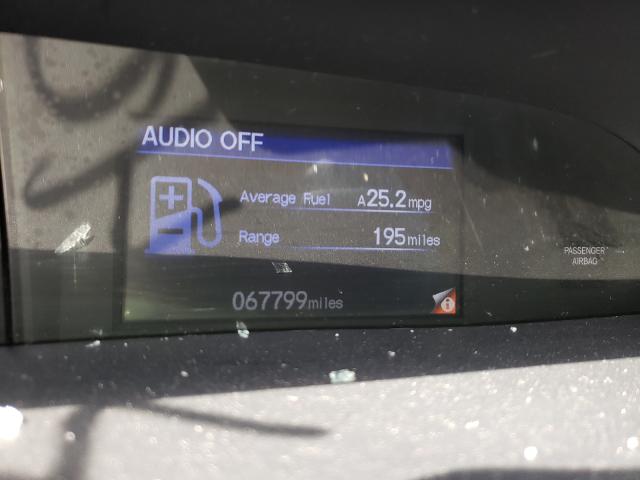 AUDIO OFF
Average Fuel A25.2mpg
Range 195miles
067799miles
i
PASSENGER
AIRBAG